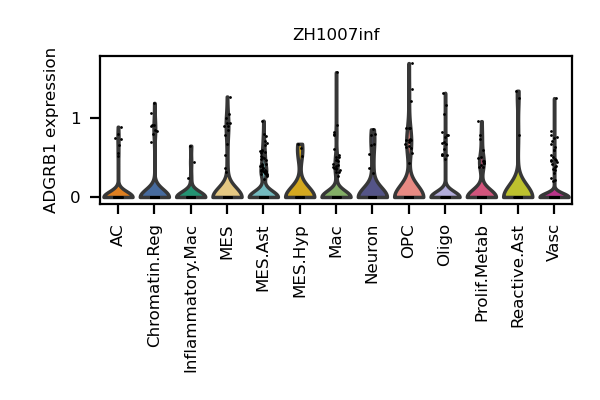 ZH1007inf
ADGRB1 expression
1
0
AC
Chromatin.Reg
Inflammatory.Mac
MES
MES.Ast
MES.Hyp
Mac
Neuron
OPC
Oligo
Prolif.Metab
Reactive.Ast
Vasc